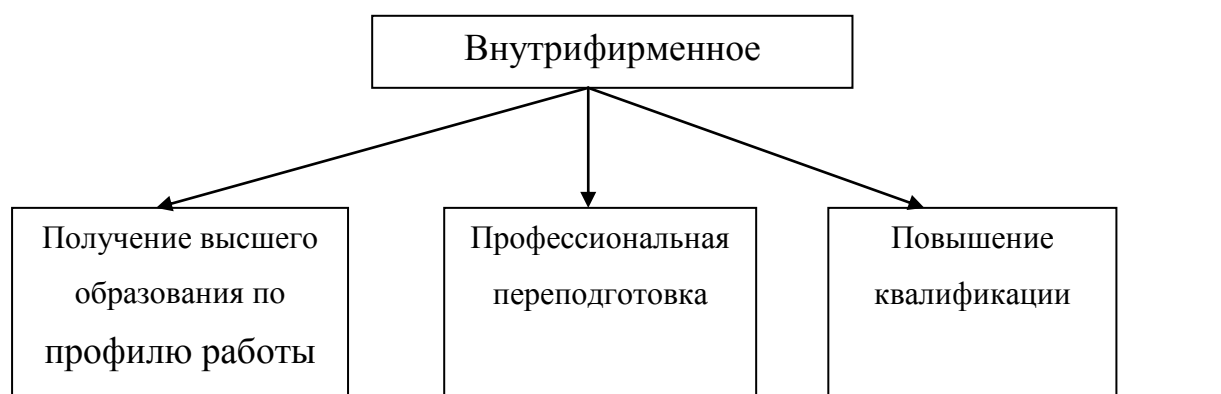 Внутрифирменное
Получение высшего
образования по
профилю работы
Профессиональная
переподготовка
Повышение
квалификации